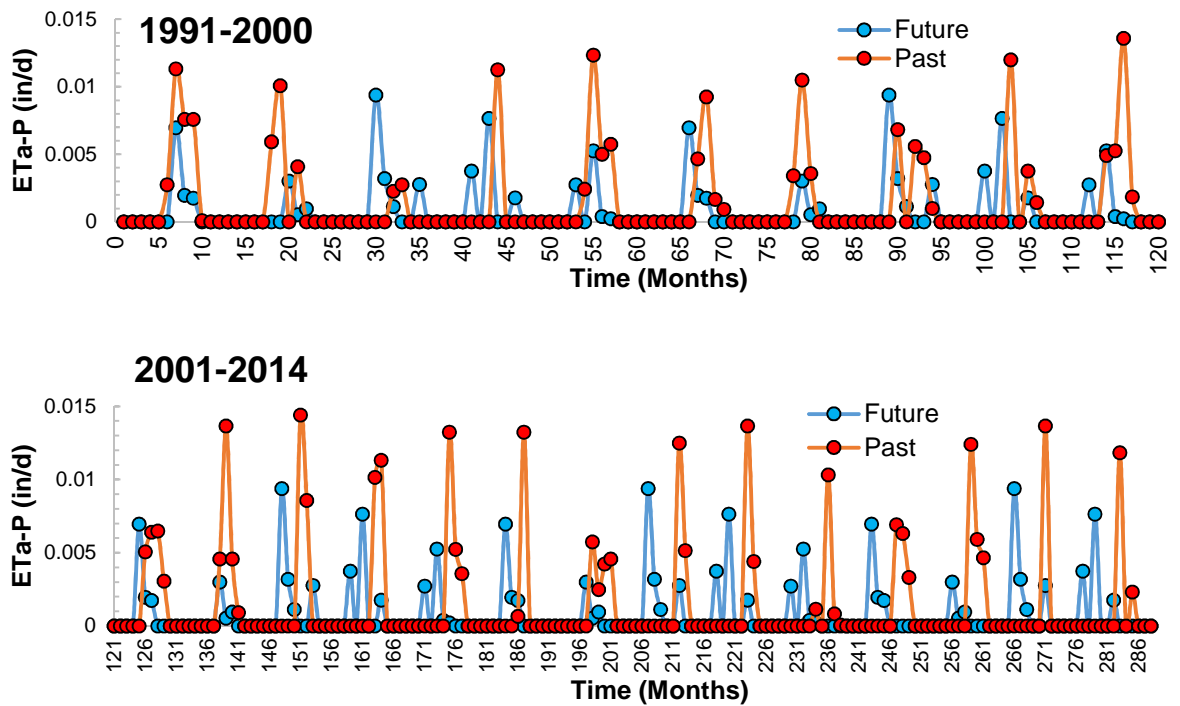 1991-2000
Future
Past
ETa-P (in/d)
0.015
0.01
0.005
0
0 5 10 15 20 25 30 35 40 45 50 55 60 65 70 75 80 85 90 95 100 105 110 115 120
Time (Months)
2001-2014
Future
Past
ETa-P (in/d)
0.015
0.01
0.005
0
121 126 131 136 141 146 151 156 161 166 171 176 181 186 191 196 201 206 211 216 221 226 231 236 241 246 251 256 261 266 271 276 281 286
Time (Months)